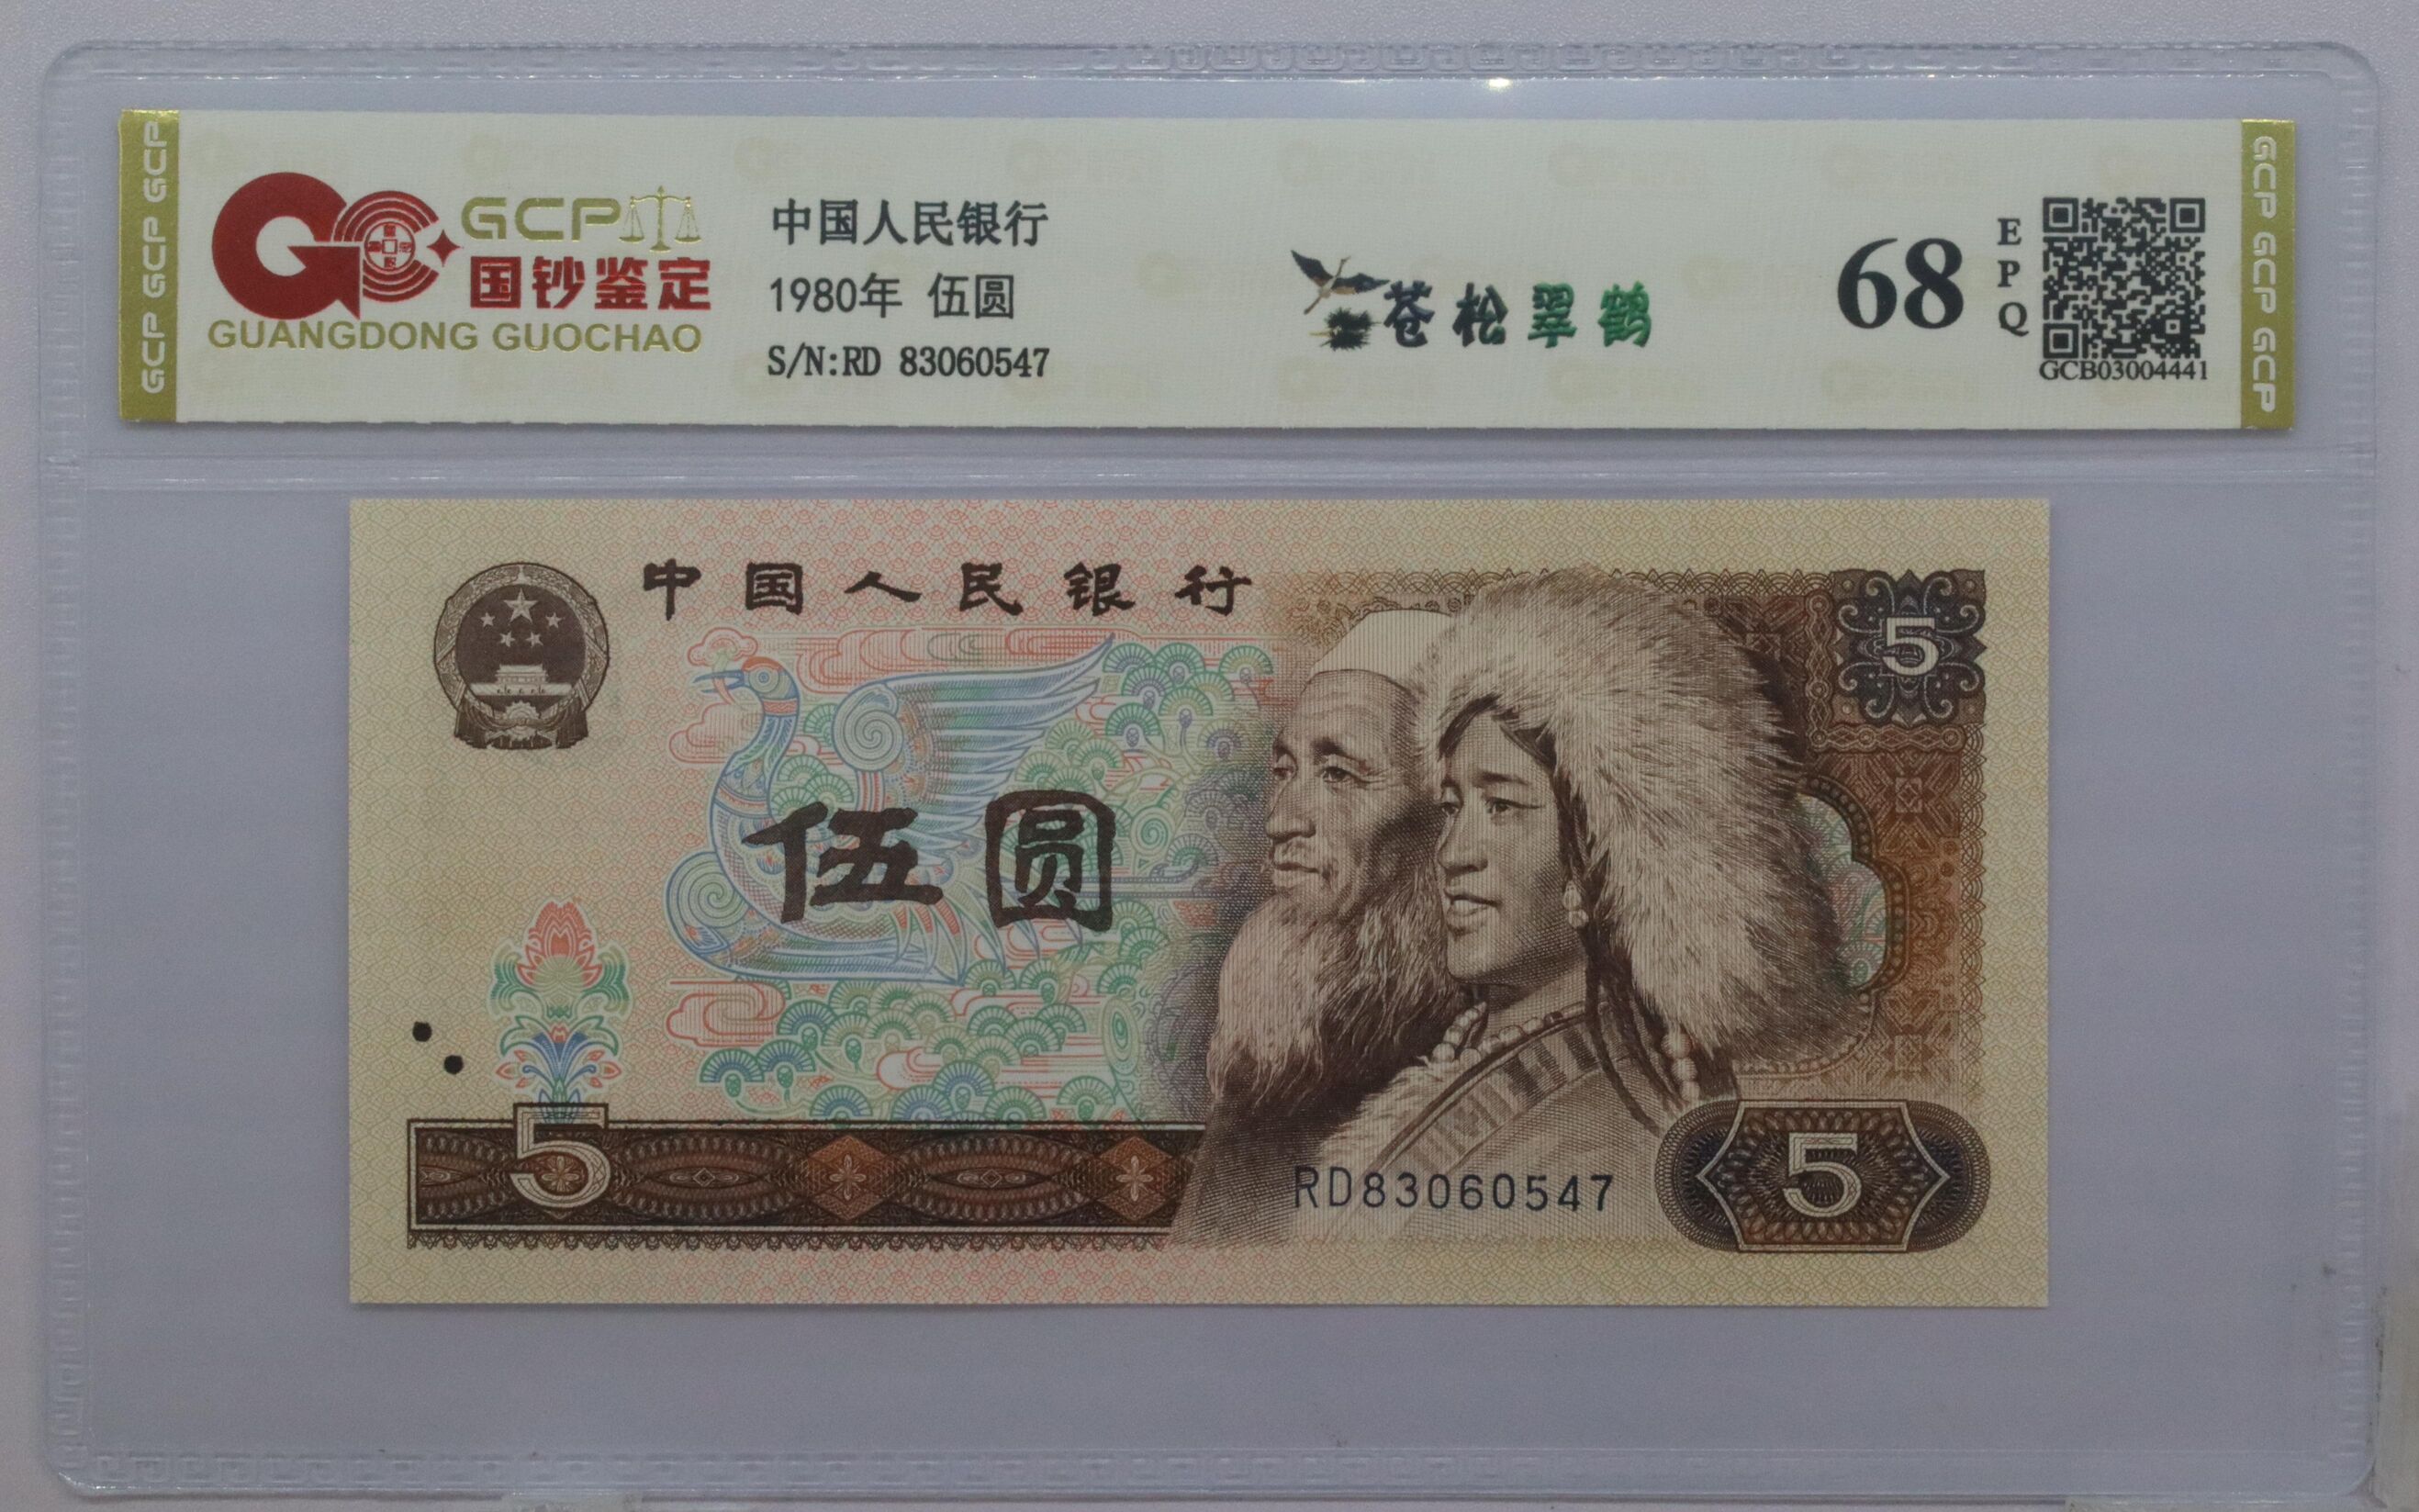 GCP GCP GCP
GCP
国钞鉴定
GUANGDONG GUOCHAO
中国人民银行
1980年 伍圆
S/N:RD 83060547
苍松翠鹤
68
EPQ
GCB03004441
GCP GCP GCP
中国人民银行
5
伍圆
5
RD83060547
5